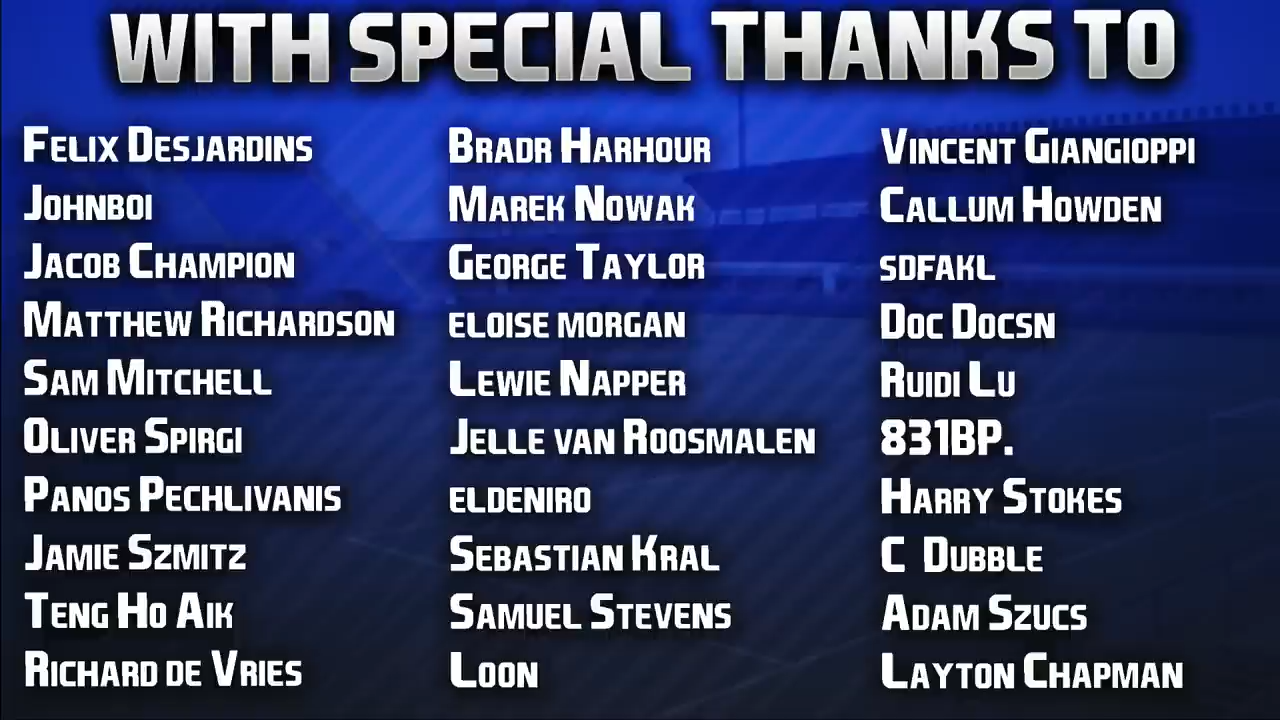 WITH SPECIAL THANKS TO
Felix Desjardins
Johnboi
Jacob Champion
Matthew Richardson
Sam Mitchell
Oliver Spirgi
Panos Pechlivanis
Jamie Szmitz
Teng Ho Aik
Richard de Vries
Bradr Harhour
Marek Nowak
George Taylor
eloise morgan
Lewie Napper
Jelle van Roosmalen
eldeniro
Sebastian Kral
Samuel Stevens
Loon
Vincent Giangioppi
Callum Howden
sdfakl
Doc Docsn
Ruidi Lu
831BP.
Harry Stokes
C Dubble
Adam Szucs
Layton Chapman